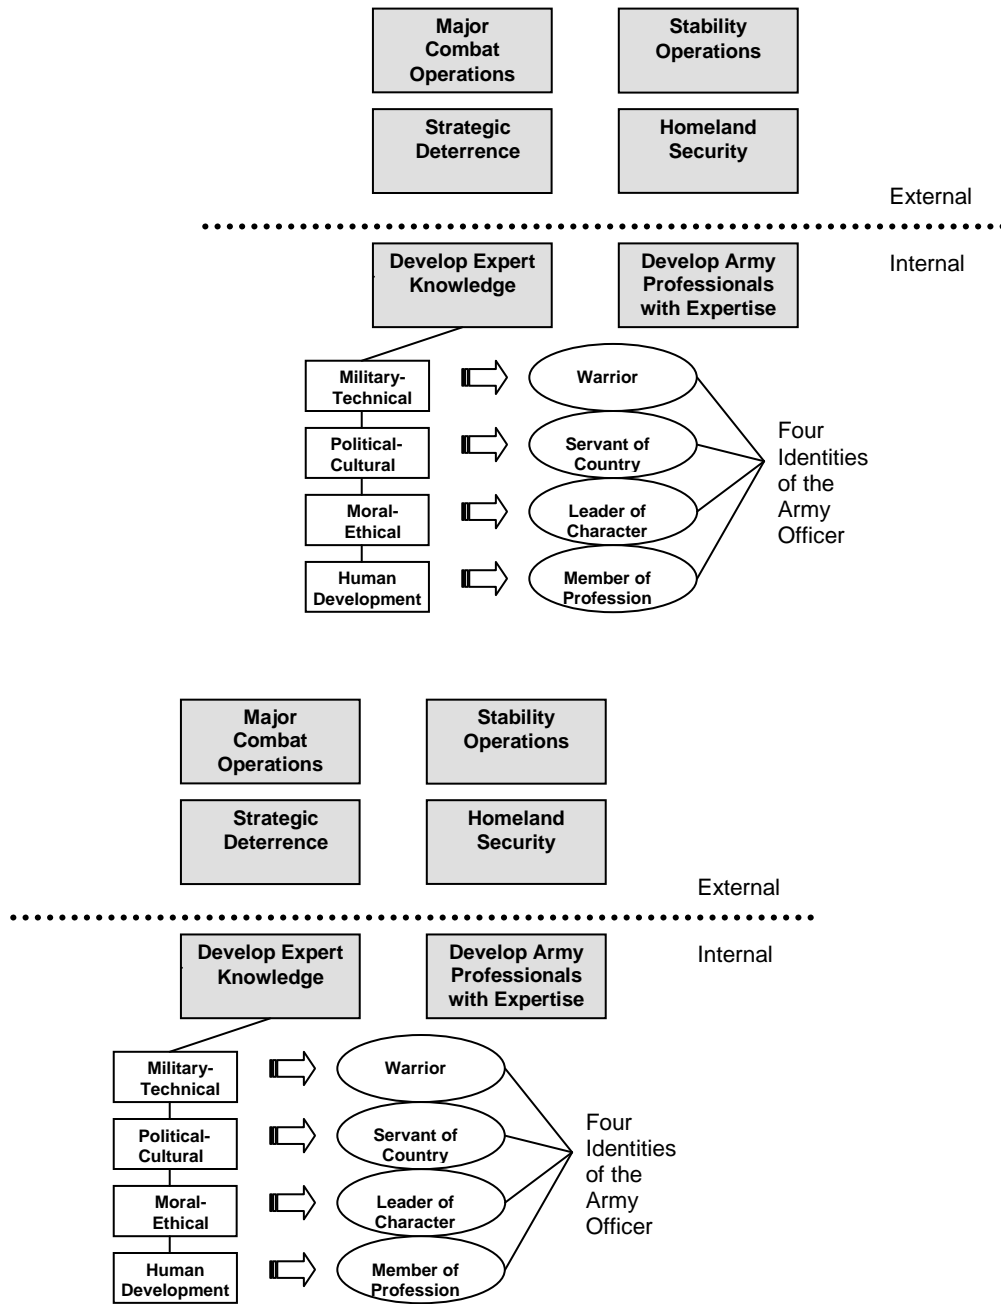 Major
Combat
Operations
Stability
Operations
Strategic
Deterrence
Homeland
Security
External
Internal
Develop Expert
Knowledge
Develop Army
Professionals
with Expertise
Military-
Technical
Warrior
Political-
Cultural
Servant of
Country
Moral-
Ethical
Leader of
Character
Human
Development
Member of
Profession
Four
Identities
of the
Army
Officer
Major
Combat
Operations
Stability
Operations
Strategic
Deterrence
Homeland
Security
External
Internal
Develop Expert
Knowledge
Develop Army
Professionals
with Expertise
Military-
Technical
Warrior
Political-
Cultural
Servant of
Country
Moral-
Ethical
Leader of
Character
Human
Development
Member of
Profession
Four
Identities
of the
Army
Officer